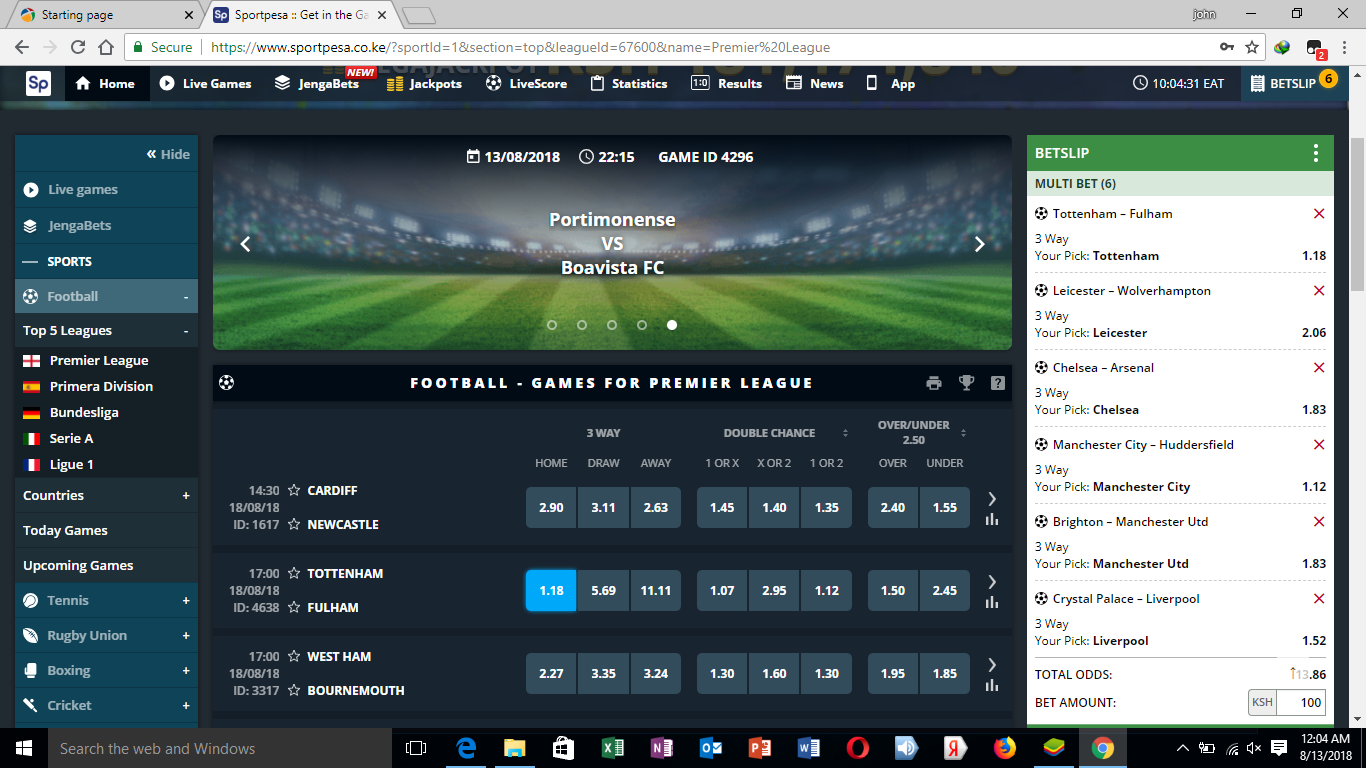 Starting page
Sportpesa :: Get in the Ga
john
Secure
https://www.sportpesa.co.ke/?sportId=1&section=top&leagueId=67600&name=Premier%20League
2
Sp
Home
Live Games
JengaBets
NEW!
Jackpots
LiveScore
Statistics
1:0
Results
News
App
10:04:31 EAT
BETSLIP
6
« Hide
Live games
JengaBets
SPORTS
Football -
Top 5 Leagues -
Premier League
Primera Division
Bundesliga
Serie A
Ligue 1
Countries +
Today Games
Upcoming Games
Tennis +
Rugby Union +
Boxing +
Cricket +
13/08/2018 22:15 GAME ID 4296
Portimonense
VS
Boavista FC
FOOTBALL - GAMES FOR PREMIER LEAGUE
?
3 WAY DOUBLE CHANCE OVER/UNDER
2.50
HOME DRAW AWAY 1 OR X X OR 2 1 OR 2 OVER UNDER
14:30 CARDIFF
18/08/18 2.90 3.11 2.63 1.45 1.40 1.35 2.40 1.55
ID: 1617 NEWCASTLE
17:00 TOTTENHAM
18/08/18 1.18 5.69 11.11 1.07 2.95 1.12 1.50 2.45
ID: 4638 FULHAM
17:00 WEST HAM
18/08/18 2.27 3.35 3.24 1.30 1.60 1.30 1.95 1.85
ID: 3317 BOURNEMOUTH
BETSLIP
MULTI BET (6)
Tottenham – Fulham
3 Way
Your Pick: Tottenham 1.18
Leicester – Wolverhampton
3 Way
Your Pick: Leicester 2.06
Chelsea – Arsenal
3 Way
Your Pick: Chelsea 1.83
Manchester City – Huddersfield
3 Way
Your Pick: Manchester City 1.12
Brighton – Manchester Utd
3 Way
Your Pick: Manchester Utd 1.83
Crystal Palace – Liverpool
3 Way
Your Pick: Liverpool 1.52
TOTAL ODDS: ↑13.86
BET AMOUNT: KSH 100
Search the web and Windows
12:04 AM
8/13/2018